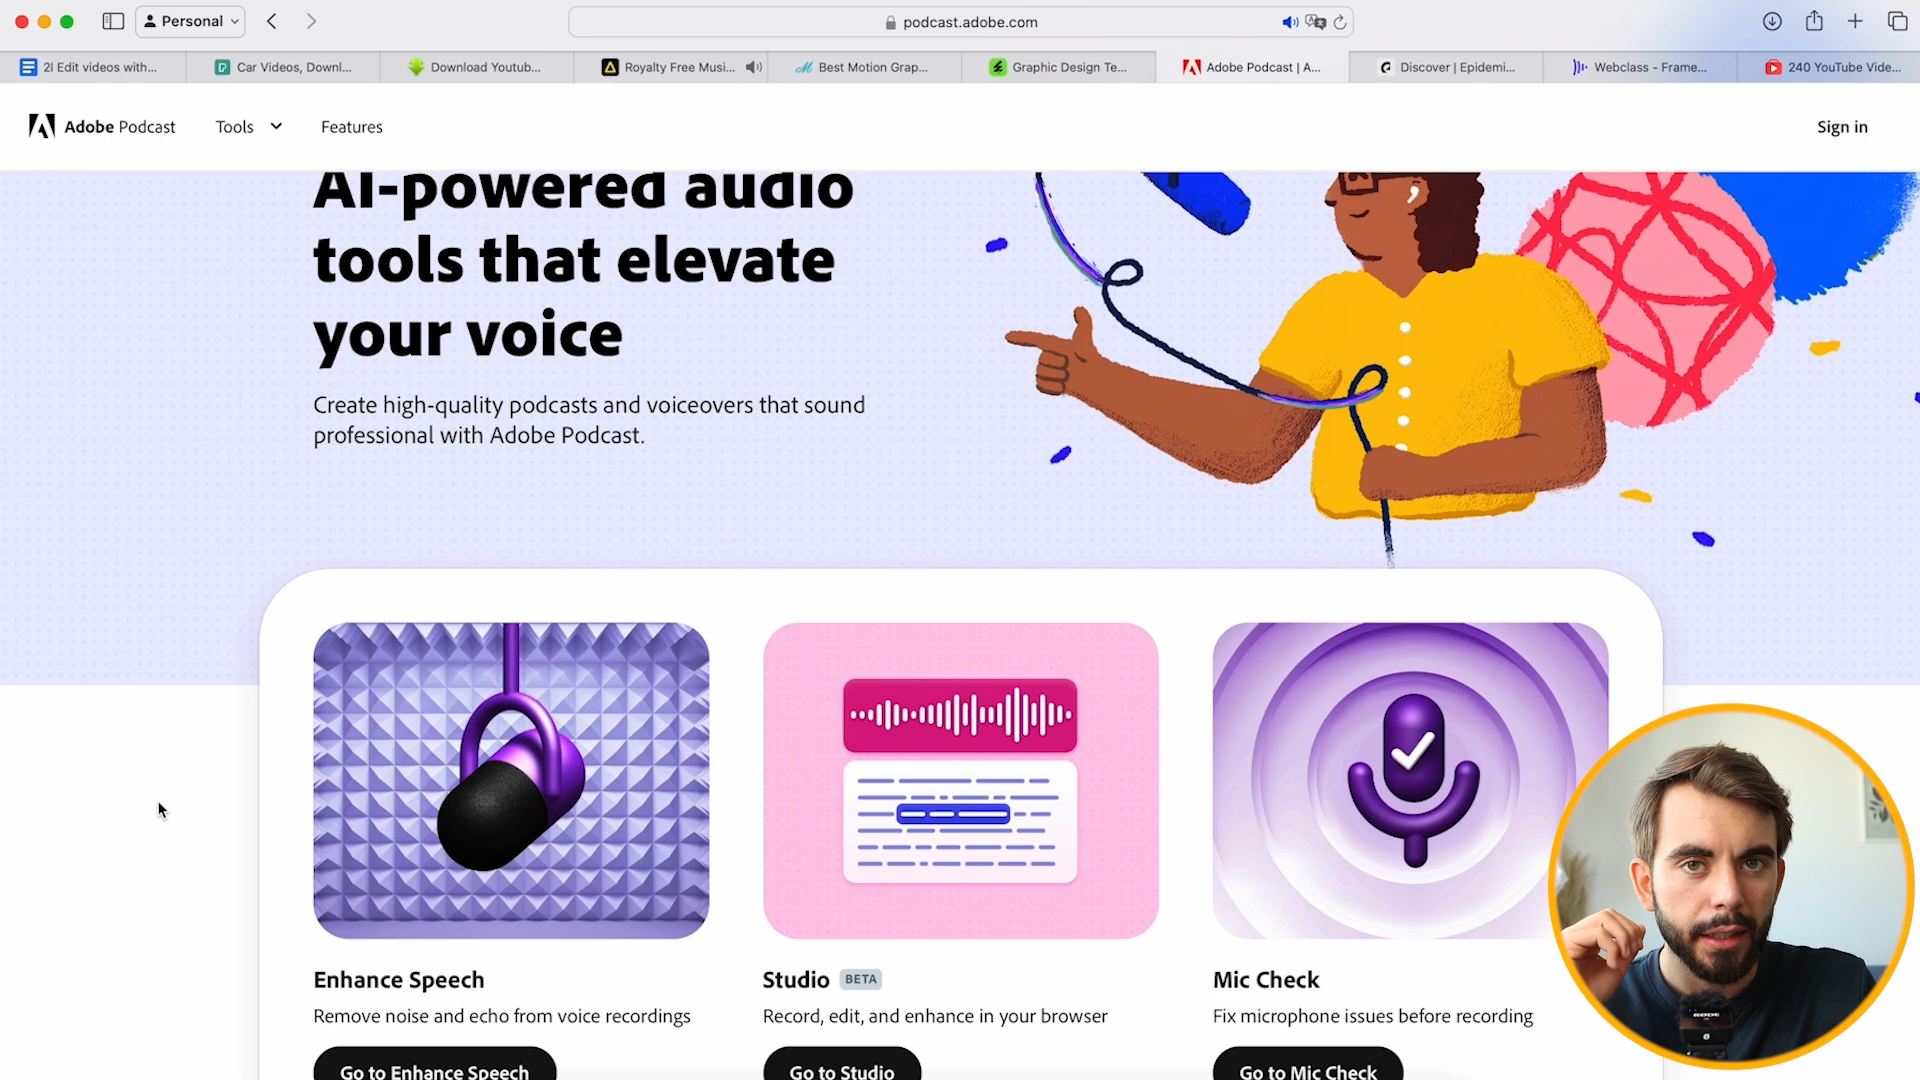 Personal
podcast.adobe.com
2I Edit videos with...
Car Videos, Downl...
Download Youtub...
Royalty Free Musi...
Best Motion Grap...
Graphic Design Te...
Adobe Podcast | A...
Discover | Epidemi...
Webclass - Frame...
240 YouTube Vide...
Adobe Podcast
Tools
Features
Sign in
AI-powered audio
tools that elevate
your voice
Create high-quality podcasts and voiceovers that sound
professional with Adobe Podcast.
Enhance Speech
Remove noise and echo from voice recordings
Go to Enhance Speech
Studio BETA
Record, edit, and enhance in your browser
Go to Studio
Mic Check
Fix microphone issues before recording
Go to Mic Check
RODE